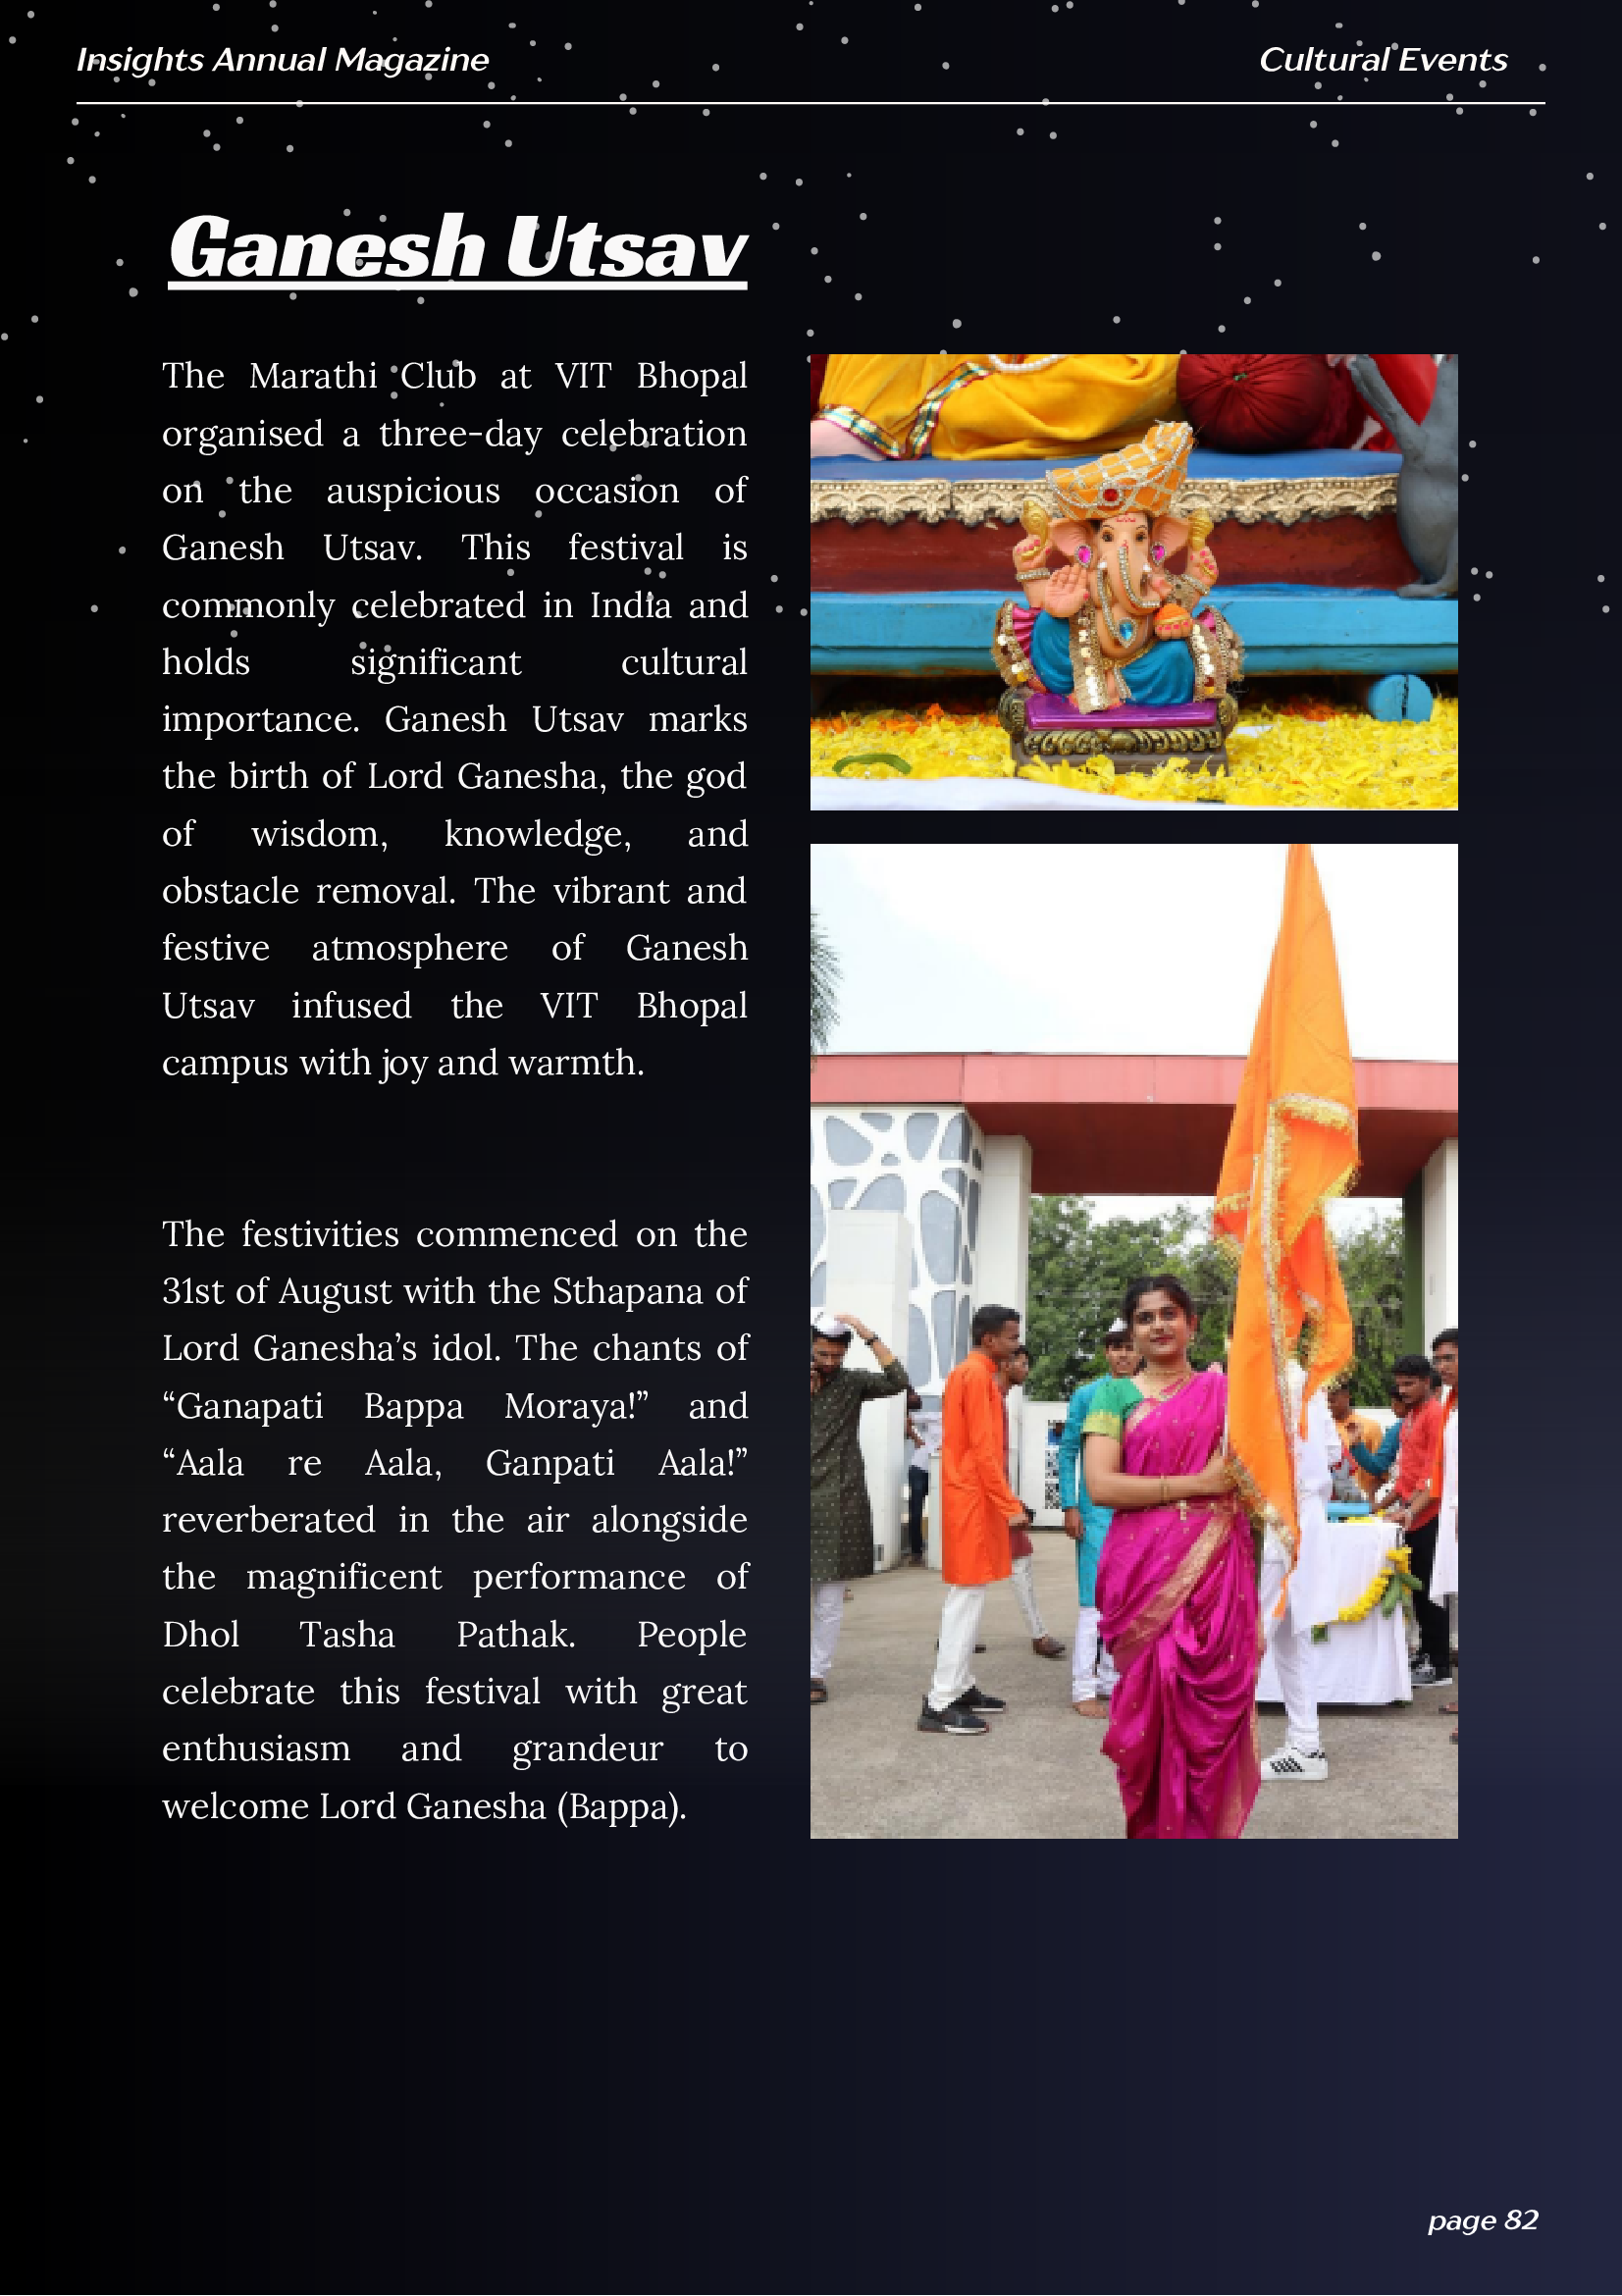 Insights Annual Magazine
Cultural Events
Ganesh Utsav
The Marathi Club at VIT Bhopal
organised a three-day celebration
on the auspicious occasion of
Ganesh Utsav. This festival is
commonly celebrated in India and
holds significant cultural
importance. Ganesh Utsav marks
the birth of Lord Ganesha, the god
of wisdom, knowledge, and
obstacle removal. The vibrant and
festive atmosphere of Ganesh
Utsav infused the VIT Bhopal
campus with joy and warmth.
The festivities commenced on the
31st of August with the Sthapana of
Lord Ganesha’s idol. The chants of
“Ganapati Bappa Moraya!” and
“Aala re Aala, Ganpati Aala!”
reverberated in the air alongside
the magnificent performance of
Dhol Tasha Pathak. People
celebrate this festival with great
enthusiasm and grandeur to
welcome Lord Ganesha (Bappa).
page 82